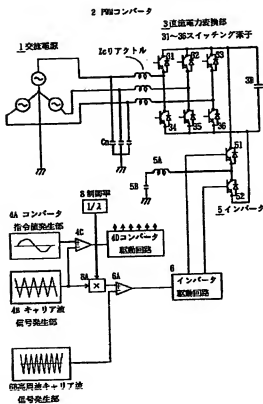 2 PWMコンバータ
1交流電源
Lcリアクトル
3直流電力変換部
31~36スイッチング素子
31
32
33
38
34
35
36
Cn
5A
51
5B
52
5インバータ
8制御率
1/λ
4A コンバータ
指令値発生部
4C
4Dコンバータ
駆動回路
4B キャリア波
信号発生部
8A
×
6A
6
インバータ
駆動回路
6B高周波キャリア波
信号発生部